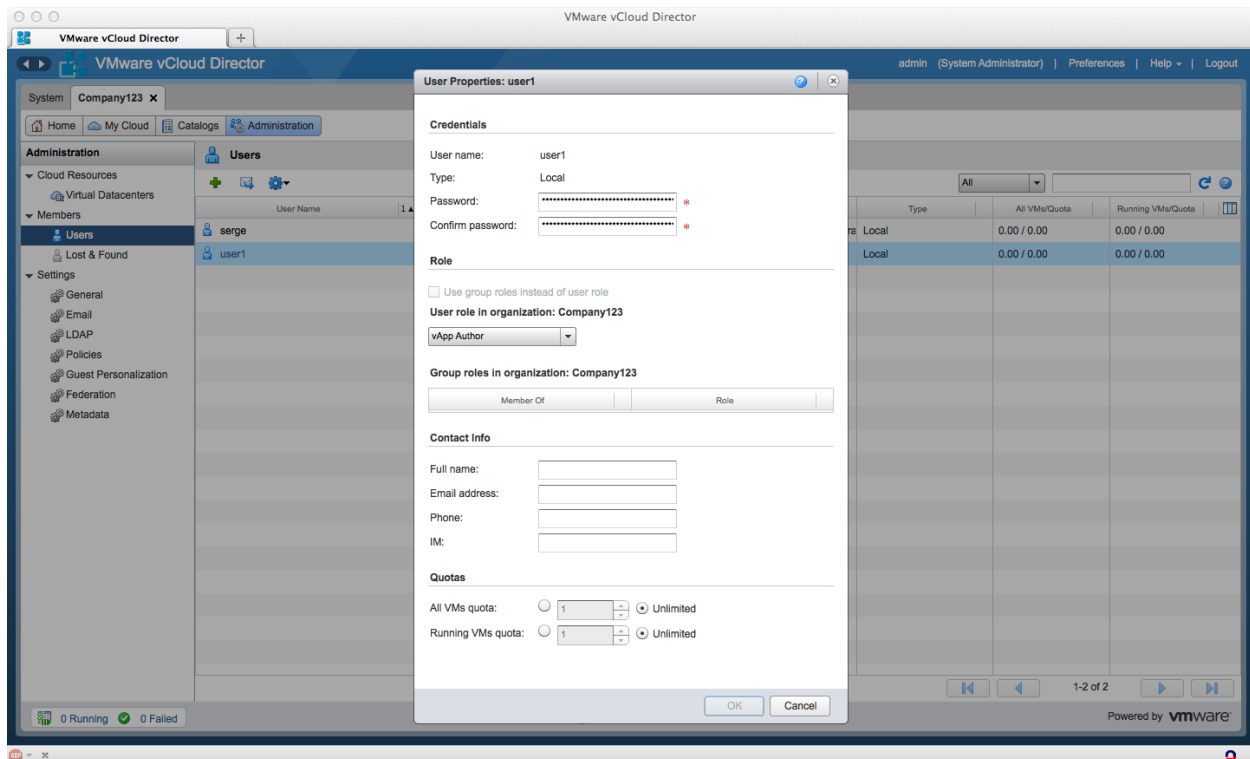 VMware vCloud Director
VMware vCloud Director +
VMware vCloud Director admin (System Administrator) | Preferences | Help | Logout
System Company123 x
Home My Cloud Catalogs Administration
Administration
Cloud Resources
Virtual Datacenters
Members
Users
Lost & Found
Settings
General
Email
LDAP
Policies
Guest Personalization
Federation
Metadata
Users
All
User Name 1 Type All VMs/Quota Running VMs/Quota
serge Local 0.00 / 0.00 0.00 / 0.00
user1 Local 0.00 / 0.00 0.00 / 0.00
User Properties: user1
Credentials
User name: user1
Type: Local
Password: *
Confirm password: *
Role
Use group roles instead of user role
User role in organization: Company123
vApp Author
Group roles in organization: Company123
Member Of Role
Contact Info
Full name:
Email address:
Phone:
IM:
Quotas
All VMs quota: 1 Unlimited
Running VMs quota: 1 Unlimited
OK Cancel
1-2 of 2
0 Running 0 Failed
Powered by vmware
ABP